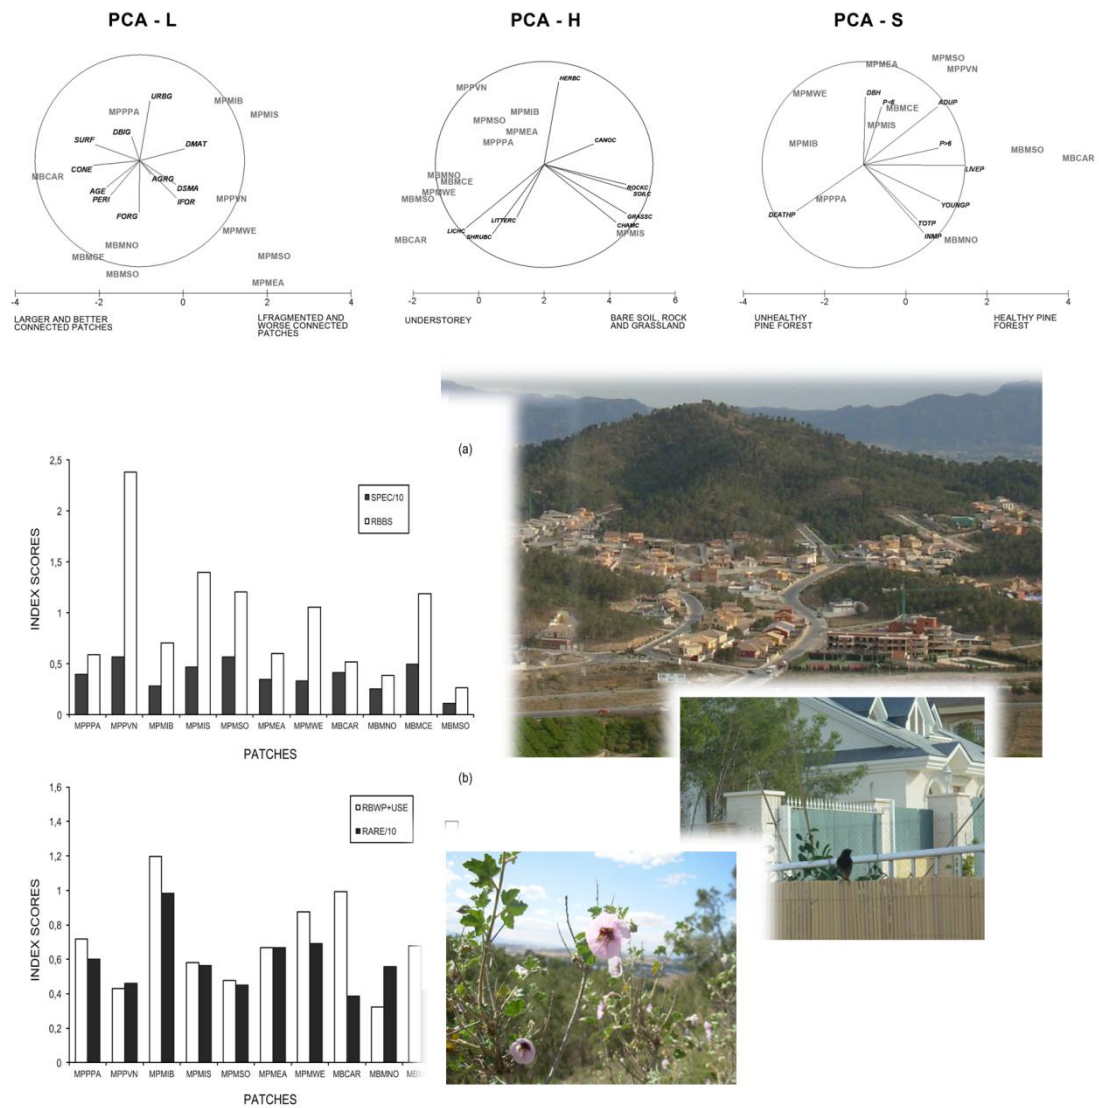 PCA - L
PCA - H
PCA - S
URBG
MPPPA
MPMIB
MPMIS
DBIG
SURF
DMAT
CONE
MBCAR
AGRG
AGE
DSMA
PERI
IFOR
MPPVN
FORG
MPMWE
MBMNO
MBMCE
MPMSO
MBMSO
MPMEA
-4
-2
0
2
4
LARGER AND BETTER
CONNECTED PATCHES
LFRAGMENTED AND
WORSE CONNECTED
PATCHES
HERBC
MPPVN
MPMIB
MPMSO
MPMEA
MPPPA
CANOC
MBMNO
MBMCE
MPMWE
MBMSO
ROCKC
SOILC
LITTERC
GRASSC
CHAMC
LICHC
SHRUBC
MPMIS
MBCAR
-2
0
2
4
6
UNDERSTOREY
BARE SOIL, ROCK
AND GRASSLAND
MPMSO
MPMEA
MPPVN
MPMWE
DBH
P<6
MBMCE
ADUP
MPMIS
MPMIB
P>6
MBMSO
MBCAR
LIVEP
MPPPA
YOUNGP
DEATHP
TOTP
INMP
MBMNO
-4
-2
0
2
4
UNHEALTHY
PINE FOREST
HEALTHY PINE
FOREST
(a)
2,5
2
1,5
1
0,5
0
INDEX SCORES
SPEC/10
RBBS
MPPPA MPPVN MPMIB MPMIS MPMSO MPMEA MPMWE MBCAR MBMNO MBMCE MBMSO
PATCHES
(b)
1,6
1,4
1,2
1
0,8
0,6
0,4
0,2
0
INDEX SCORES
RBWP+USE
RARE/10
MPPPA MPPVN MPMIB MPMIS MPMSO MPMEA MPMWE MBCAR MBMNO
PATCHES